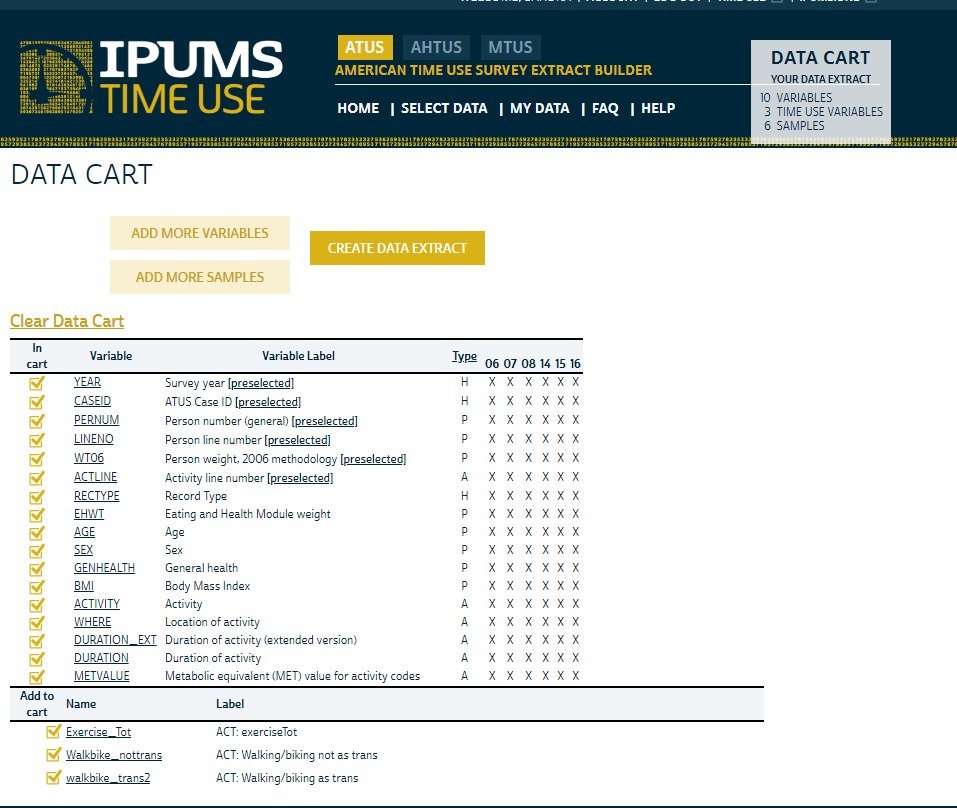 IPUMS
TIME USE
ATUS AHTUS MTUS
AMERICAN TIME USE SURVEY EXTRACT BUILDER
HOME | SELECT DATA | MY DATA | FAQ | HELP
DATA CART
YOUR DATA EXTRACT
10 VARIABLES
3 TIME USE VARIABLES
6 SAMPLES
DATA CART
ADD MORE VARIABLES
CREATE DATA EXTRACT
ADD MORE SAMPLES
Clear Data Cart
In cart Variable Variable Label Type 06 07 08 14 15 16
YEAR Survey year [preselected] H X X X X X X
CASEID ATUS Case ID [preselected] H X X X X X X
PERNUM Person number (general) [preselected] P X X X X X X
LINENO Person line number [preselected] P X X X X X X
WT06 Person weight, 2006 methodology [preselected] P X X X X X X
ACTLINE Activity line number [preselected] A X X X X X X
RECTYPE Record Type H X X X X X X
EHWT Eating and Health Module weight P X X X X X X
AGE Age P X X X X X X
SEX Sex P X X X X X X
GENHEALTH General health P X X X X X X
BMI Body Mass Index P X X X X X X
ACTIVITY Activity A X X X X X X
WHERE Location of activity A X X X X X X
DURATION_EXT Duration of activity (extended version) A X X X X X X
DURATION Duration of activity A X X X X X X
METVALUE Metabolic equivalent (MET) value for activity codes A X X X X X X
Add to cart Name Label
Exercise_Tot ACT: exerciseTot
Walkbike_nottrans ACT: Walking/biking not as trans
walkbike_trans2 ACT: Walking/biking as trans